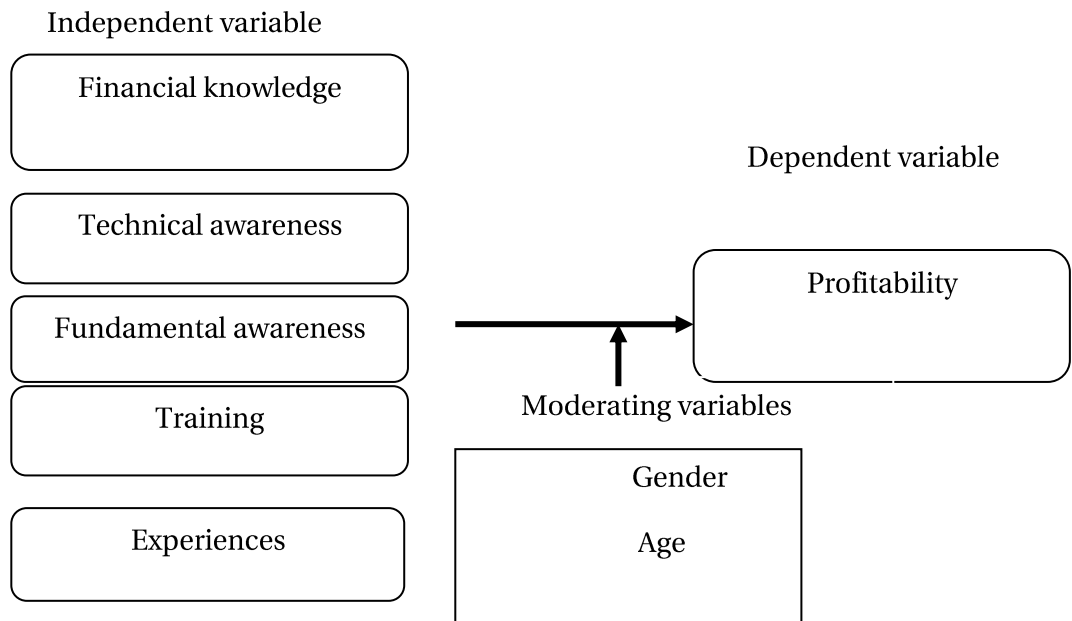 Independent variable
Financial knowledge
Technical awareness
Fundamental awareness
Training
Experiences
Dependent variable
Profitability
Moderating variables
Gender
Age